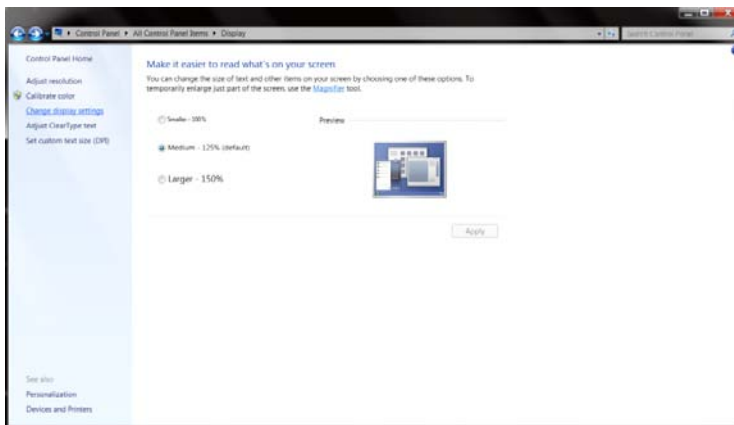 Control Panel ▸ All Control Panel Items ▸ Display
Search Control Panel
Control Panel Home
Adjust resolution
Calibrate color
Change display settings
Adjust ClearType text
Set custom text size (DPI)
See also
Personalization
Devices and Printers
Make it easier to read what's on your screen
You can change the size of text and other items on your screen by choosing one of these options. To
temporarily enlarge just part of the screen, use the Magnifier tool.
Smaller - 100%
Preview
Medium - 125% (default)
Larger - 150%
Apply